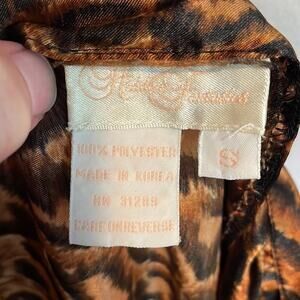 100% POLYESTER
MADE IN KOREA
RN 31289
CARE ON REVERSE
S